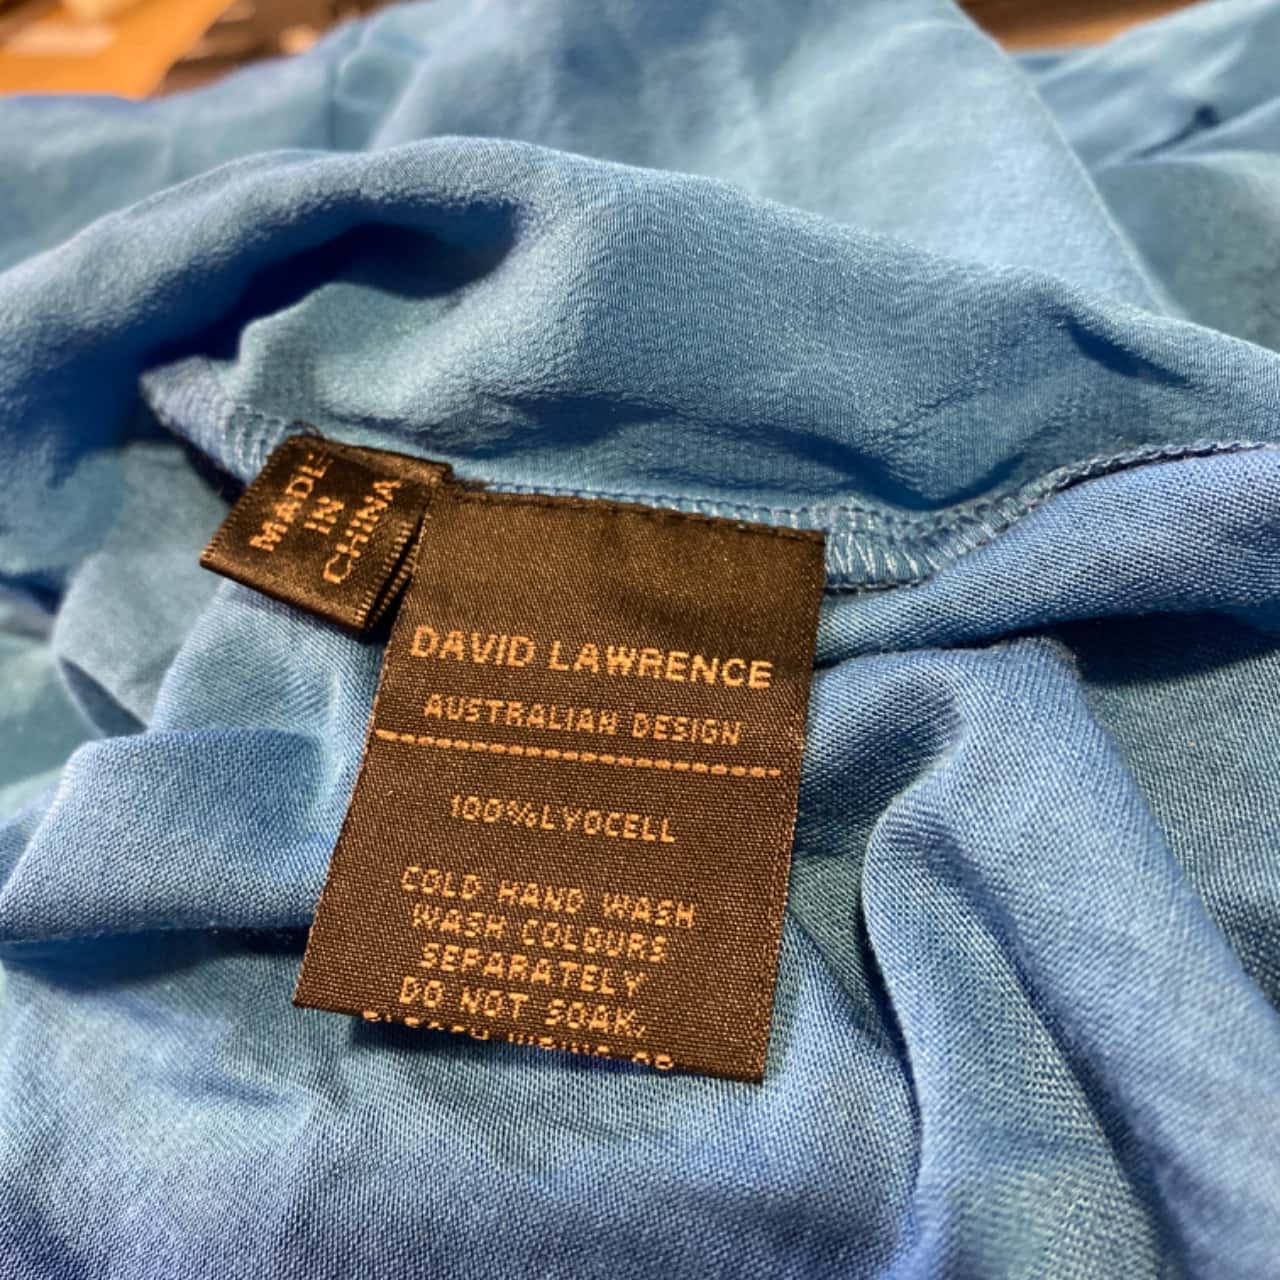 MADE
IN
CHINA
DAVID LAWRENCE
AUSTRALIAN DESIGN
100%LYOCELL
COLD HAND WASH
WASH COLOURS
SEPARATELY
DO NOT SOAK,